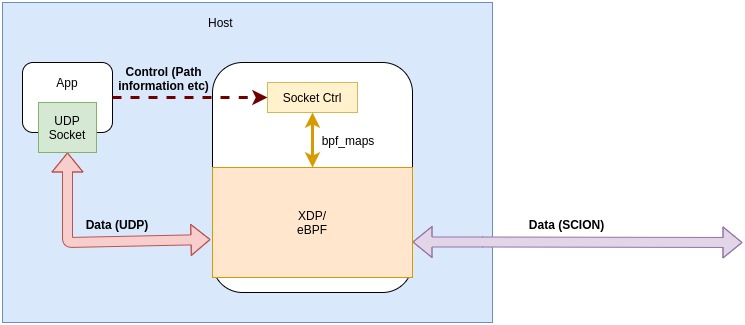 Host
App
Control (Path
information etc)
Socket Ctrl
UDP
Socket
bpf_maps
XDP/
eBPF
Data (UDP)
Data (SCION)